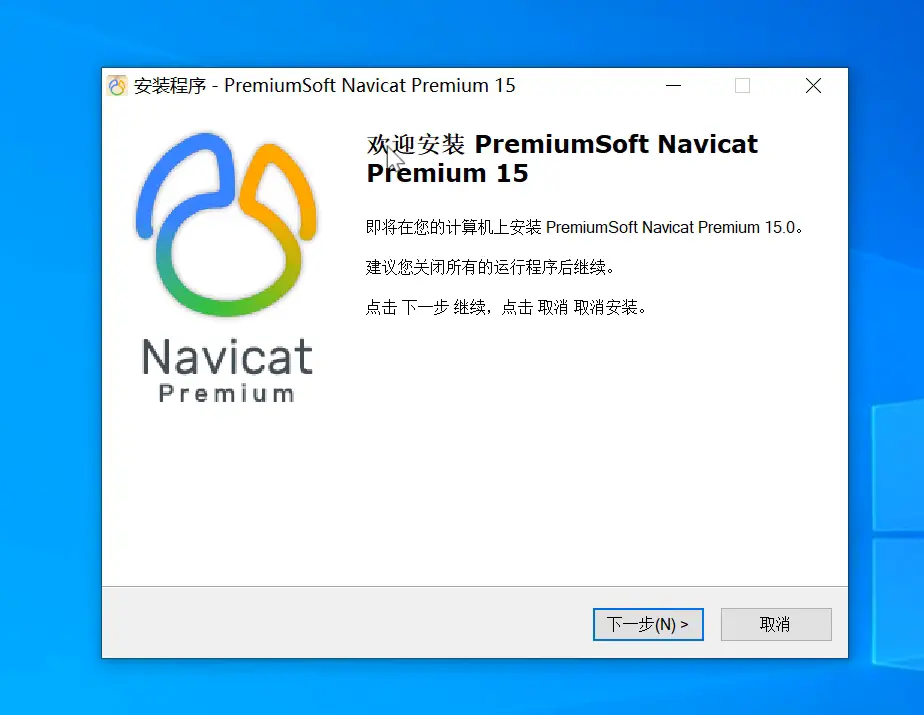 安装程序 - PremiumSoft Navicat Premium 15
欢迎安装 PremiumSoft Navicat
Premium 15
即将在您的计算机上安装 PremiumSoft Navicat Premium 15.0。
建议您关闭所有的运行程序后继续。
点击 下一步 继续，点击 取消 取消安装。
Navicat
Premium
下一步(N) >
取消